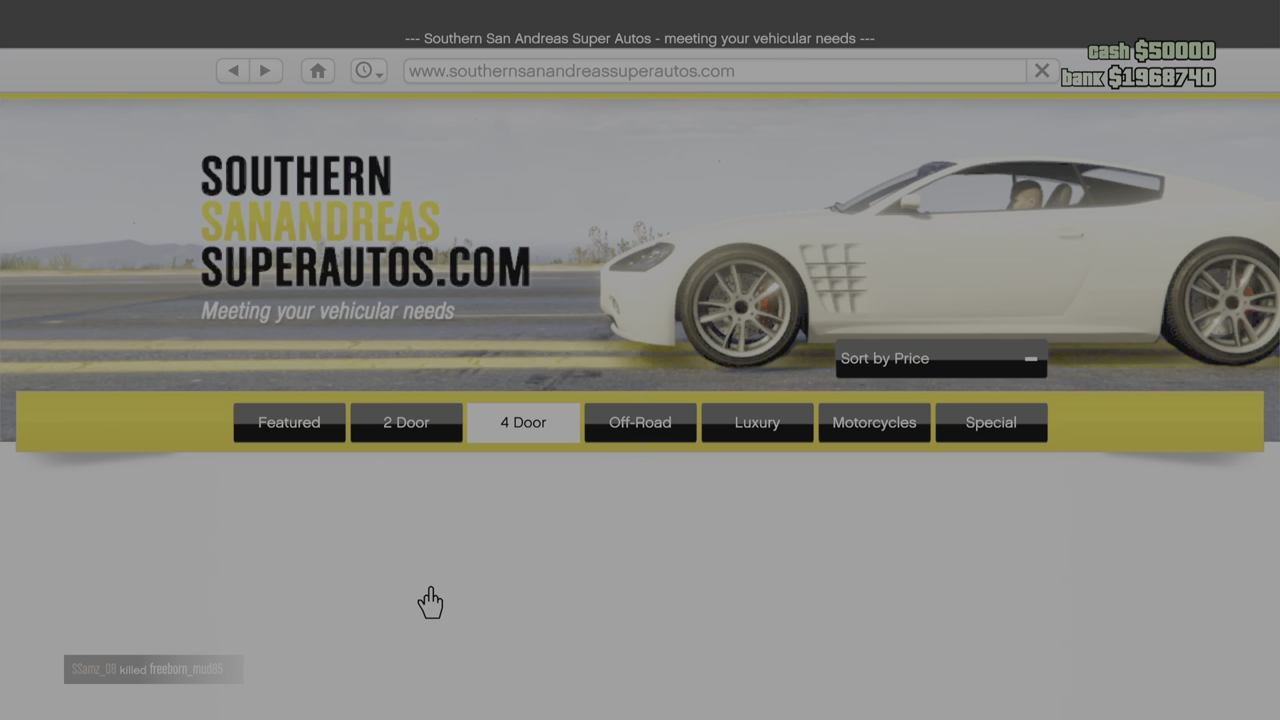 --- Southern San Andreas Super Autos - meeting your vehicular needs ---
cash $50000
www.southernsanandreassuperautos.com
bank $1968740
SOUTHERN
SANANDREAS
SUPERAUTOS.COM
Meeting your vehicular needs
Sort by Price
Featured 2 Door 4 Door Off-Road Luxury Motorcycles Special
SSamz_08 killed freeborn_mud85